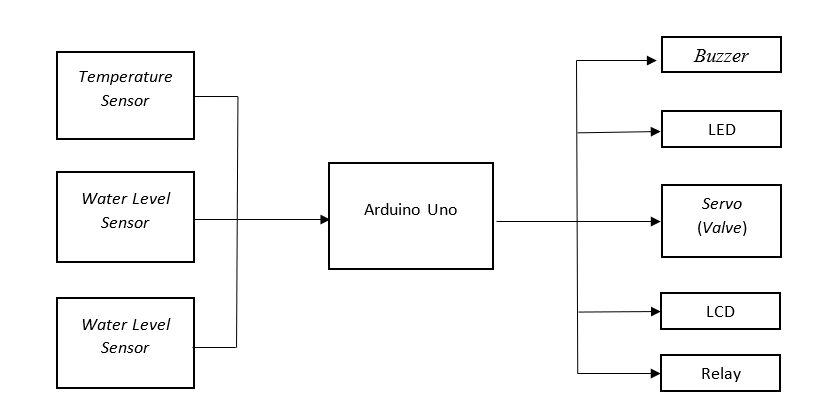 Temperature
Sensor
Water Level
Sensor
Water Level
Sensor
Arduino Uno
Buzzer
LED
Servo
(Valve)
LCD
Relay